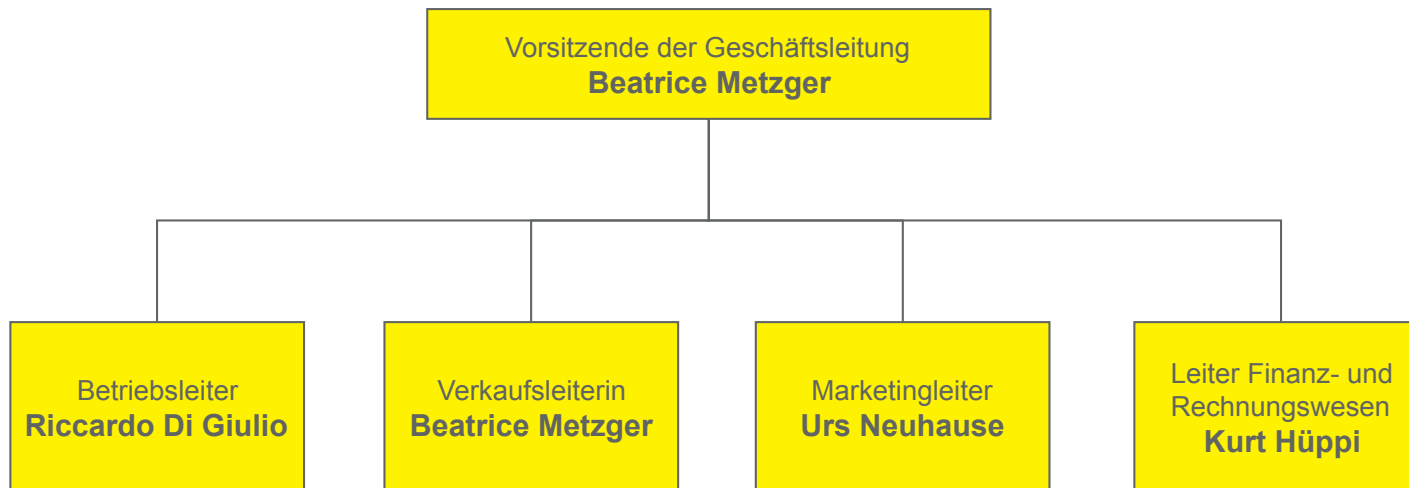 Vorsitzende der Geschäftsleitung
Beatrice Metzger
Betriebsleiter
Riccardo Di Giulio
Verkaufsleiterin
Beatrice Metzger
Marketingleiter
Urs Neuhause
Leiter Finanz- und
Rechnungswesen
Kurt Hüppi